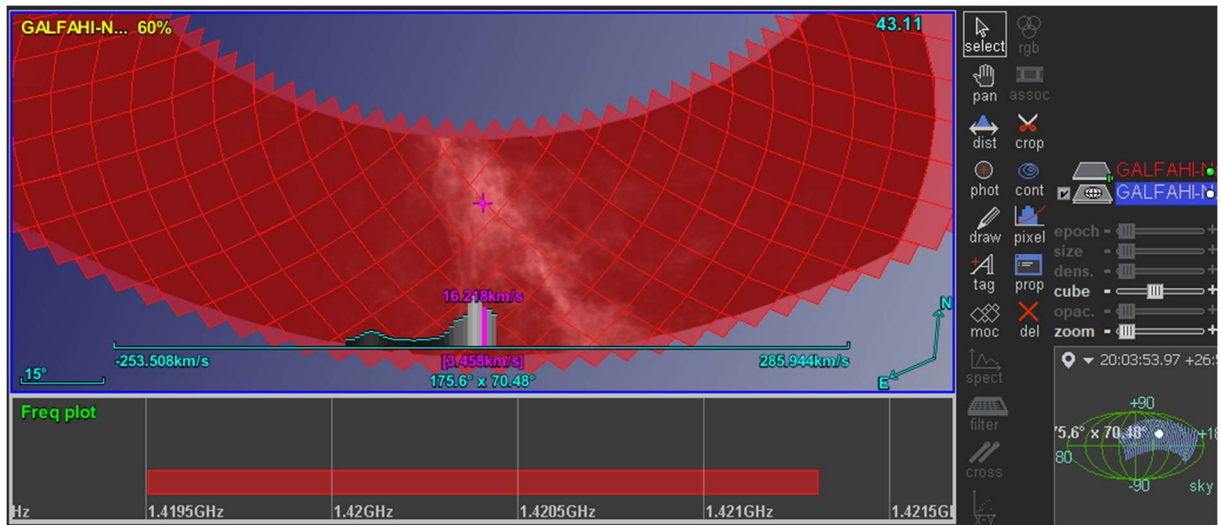 GALFAHI-N... 60%
43.11
16.218km/s
-253.508km/s
[3.458km/s]
285.944km/s
15°
175.6° x 70.48°
N
E
Freq plot
Hz
1.4195GHz
1.42GHz
1.4205GHz
1.421GHz
1.4215G
select
rgb
pan
assoc
dist
crop
phot
cont
draw
pixel
tag
prop
moc
del
spect
filter
cross
x-y
GALFAHI-N
GALFAHI-N
epoch - +
size - +
dens. - +
cube - +
opac. - +
zoom - +
20:03:53.97 +26:
+90
75.6° x 70.48°
+18
80
-90
sky